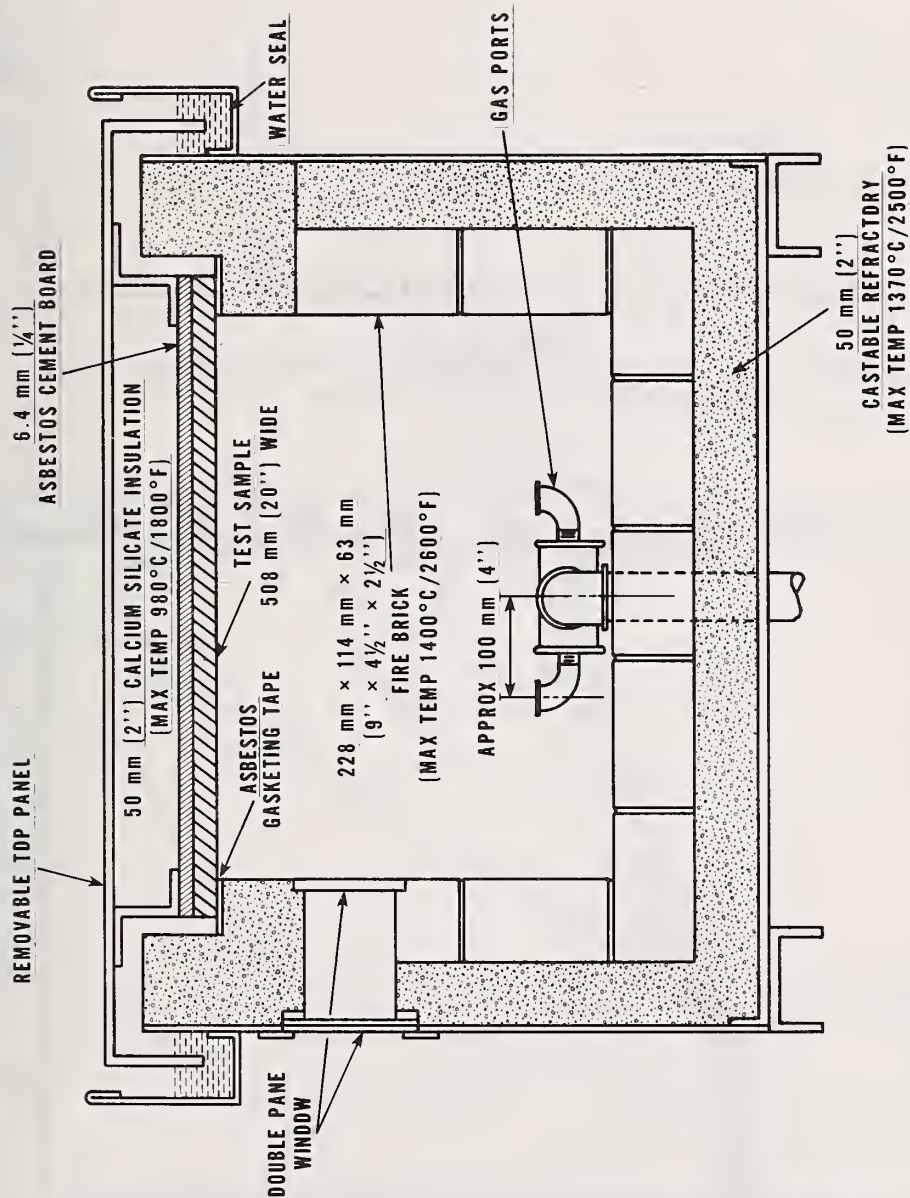 REMOVABLE TOP PANEL
6.4 mm (1/4'')
ASBESTOS CEMENT BOARD
50 mm (2'') CALCIUM SILICATE INSULATION
(MAX TEMP 980°C/1800°F)
WATER SEAL
TEST SAMPLE
508 mm (20'') WIDE
ASBESTOS
GASKETING TAPE
228 mm × 114 mm × 63 mm
(9'' × 4½'' × 2½'')
FIRE BRICK
(MAX TEMP 1400°C/2600°F)
DOUBLE PANE
WINDOW
APPROX 100 mm (4'')
GAS PORTS
50 mm (2'')
CASTABLE REFRACTORY
(MAX TEMP 1370°C/2500°F)